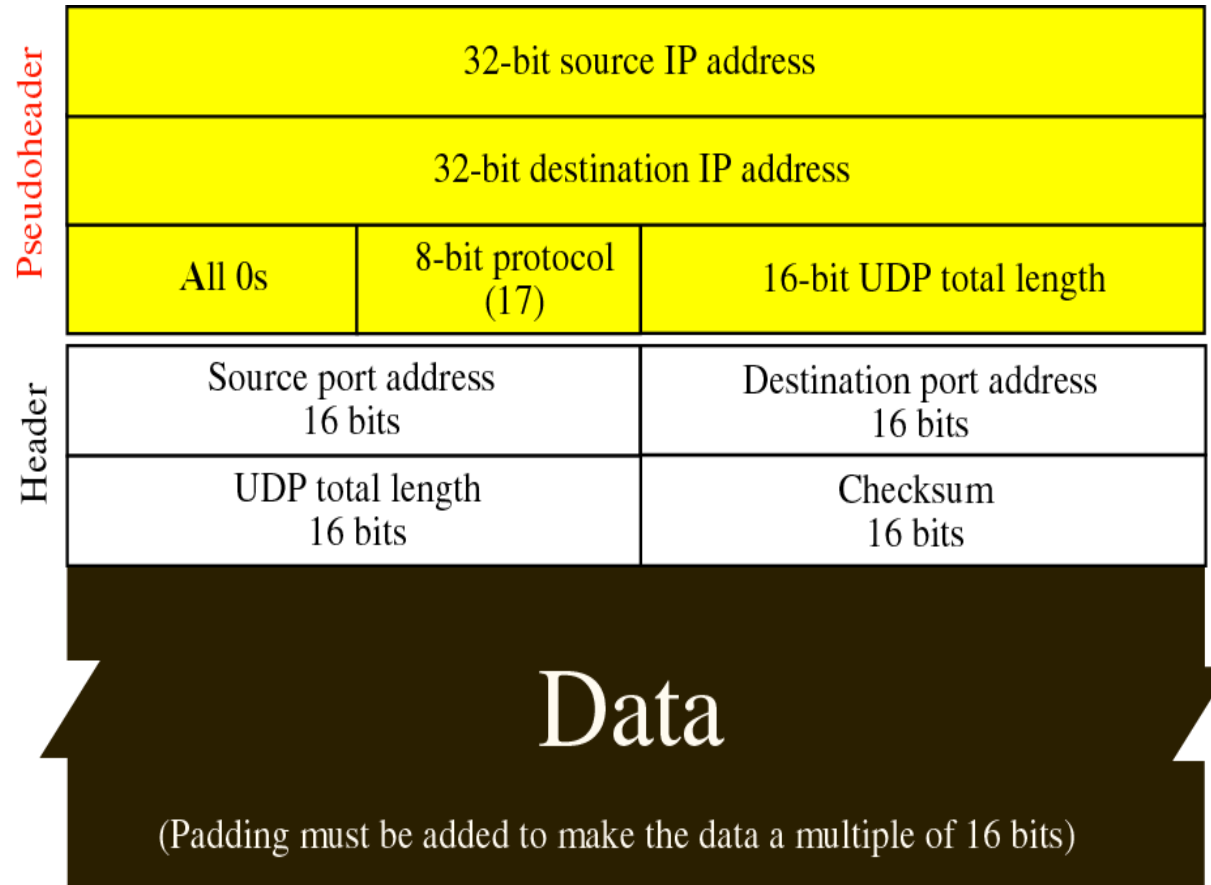 Pseudoheader
32-bit source IP address
32-bit destination IP address
All 0s
8-bit protocol
(17)
16-bit UDP total length
Header
Source port address
16 bits
Destination port address
16 bits
UDP total length
16 bits
Checksum
16 bits
Data
(Padding must be added to make the data a multiple of 16 bits)